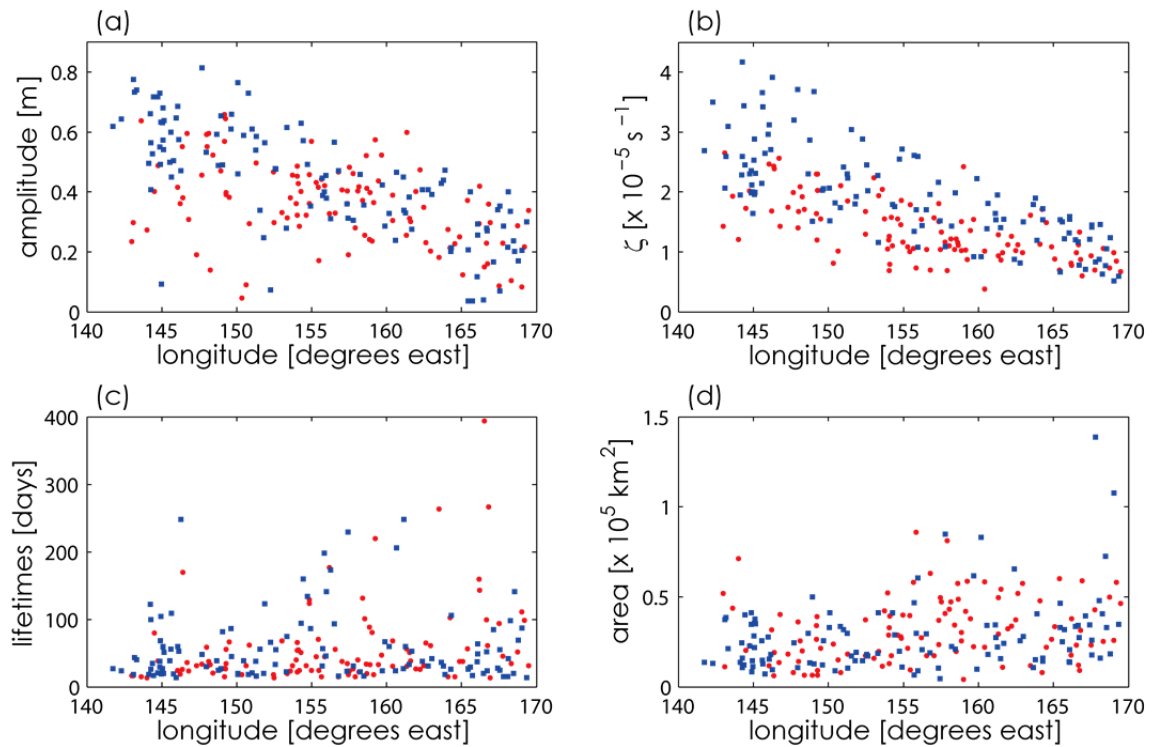 (a)
amplitude [m]
0.8
0.6
0.4
0.2
0
140 145 150 155 160 165 170
longitude [degrees east]
(b)
ζ [x 10⁻⁵ s⁻¹]
4
3
2
1
0
140 145 150 155 160 165 170
longitude [degrees east]
(c)
lifetimes [days]
400
300
200
100
0
140 145 150 155 160 165 170
longitude [degrees east]
(d)
area [x 10⁵ km²]
1.5
1
0.5
0
140 145 150 155 160 165 170
longitude [degrees east]